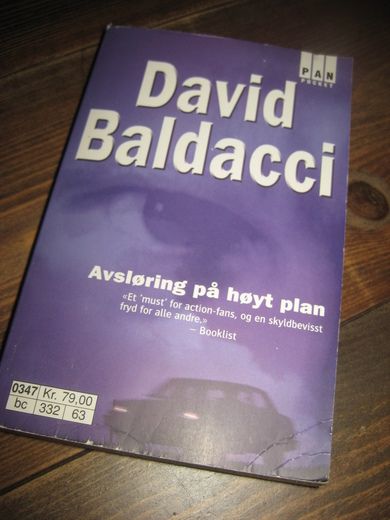 PAN
POCKET
David
Baldacci
Avsløring på høyt plan
«Et 'must' for action-fans, og en skyldbevisst
fryd for alle andre.»
– Booklist
0347 Kr. 79,00
bc 332 63